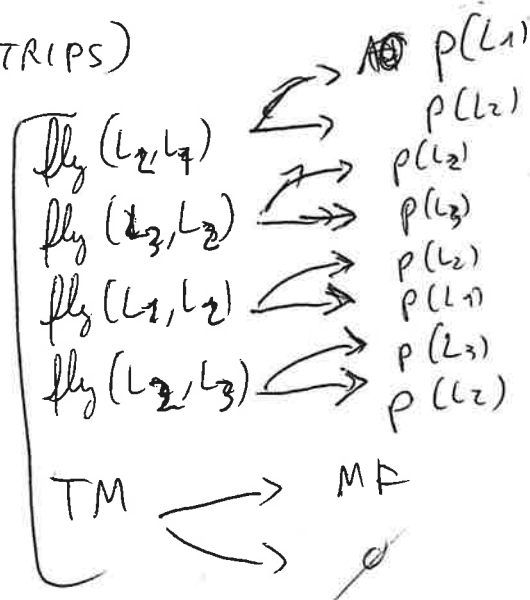 TRIPS) p(L1)
p(L2)
fly (L2, L1) p(L2)
fly (L3, L2) p(L3)
p(L2)
fly (L1, L2) p(L1)
p(L3)
fly (L2, L3) p(L2)
TM MF
∅